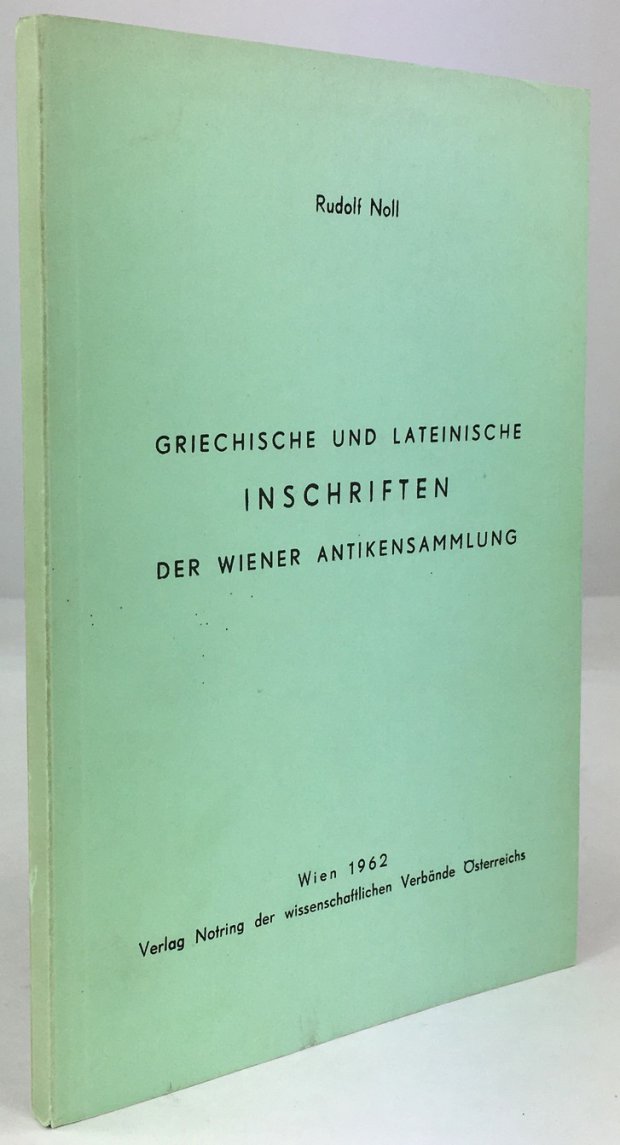 Rudolf Noll
GRIECHISCHE UND LATEINISCHE
INSCHRIFTEN
DER WIENER ANTIKENSAMMLUNG
Wien 1962
Verlag Notring der wissenschaftlichen Verbände Österreichs